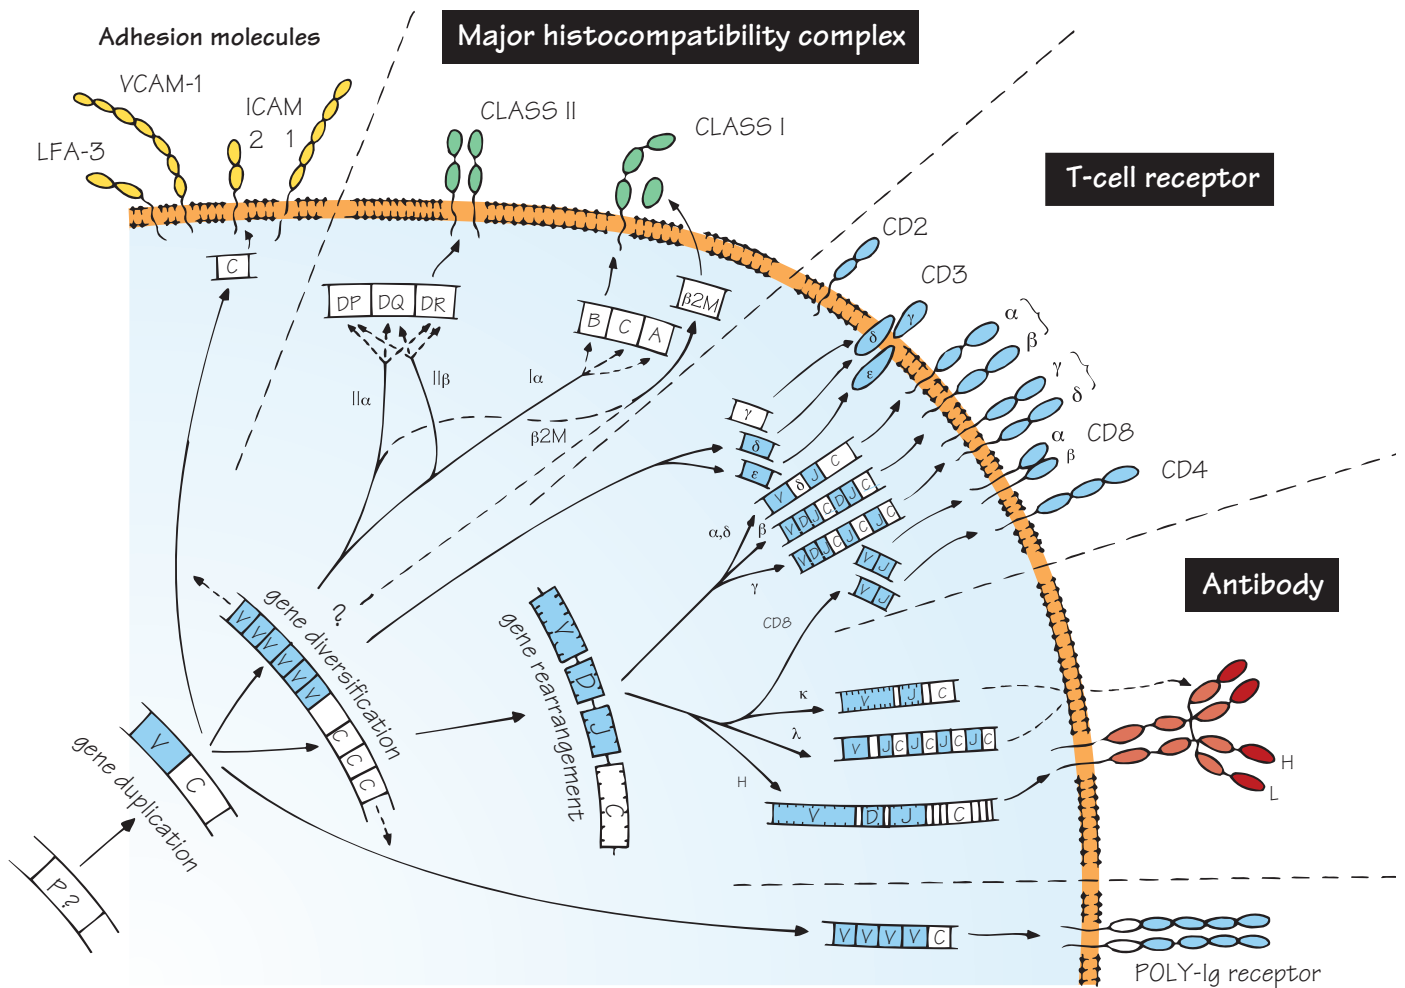 Adhesion molecules
Major histocompatibility complex
VCAM-1
ICAM
2 1
LFA-3
CLASS II
CLASS I
T-cell receptor
CD2
CD3
C
DP DQ DR
B C A
β2M
δ γ
ε
α
β
γ
δ
CD8
α
β
CD4
IIα
IIβ
Iα
β2M
γ
δ
ε
V δ J C
V D J C D J C
V D J C J C J C
α,δ
β
γ
V J
V J
CD8
Antibody
gene diversification
?
V V V V V V
C C C
gene rearrangement
V D J C
gene duplication
V C
P ?
κ
V J C
λ
V J C J C J C J C
H
V D J C
H
L
V V V V C
POLY-Ig receptor